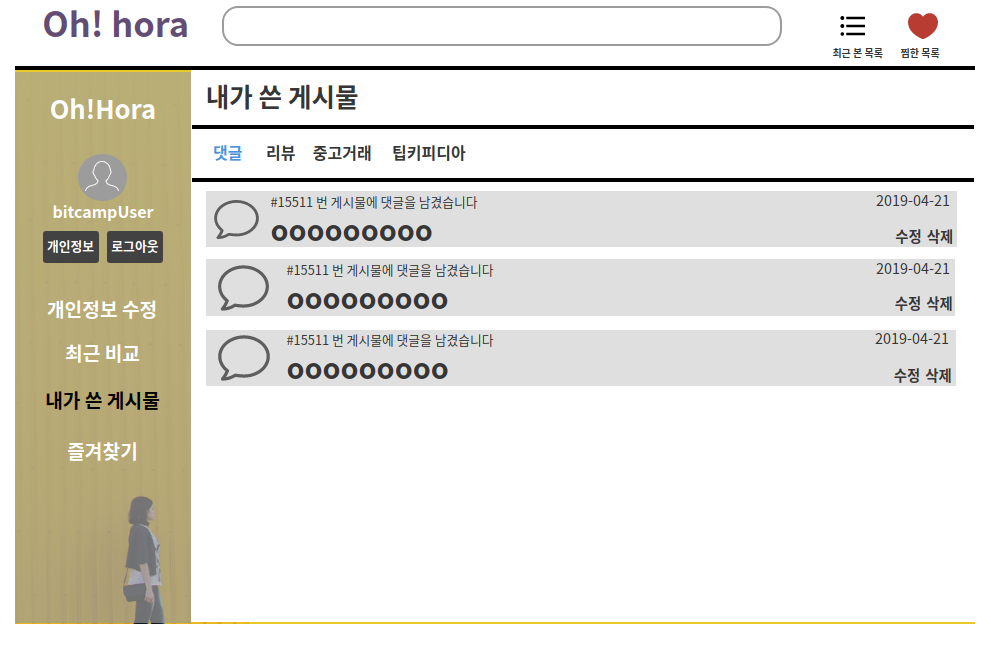 Oh! hora
최근 본 목록 찜한 목록
Oh!Hora
bitcampUser
개인정보 로그아웃
개인정보 수정
최근 비교
내가 쓴 게시물
즐겨찾기
내가 쓴 게시물
댓글 리뷰 중고거래 팁키피디아
#15511 번 게시물에 댓글을 남겼습니다 2019-04-21
ooooooooo 수정 삭제
#15511 번 게시물에 댓글을 남겼습니다 2019-04-21
ooooooooo 수정 삭제
#15511 번 게시물에 댓글을 남겼습니다 2019-04-21
ooooooooo 수정 삭제